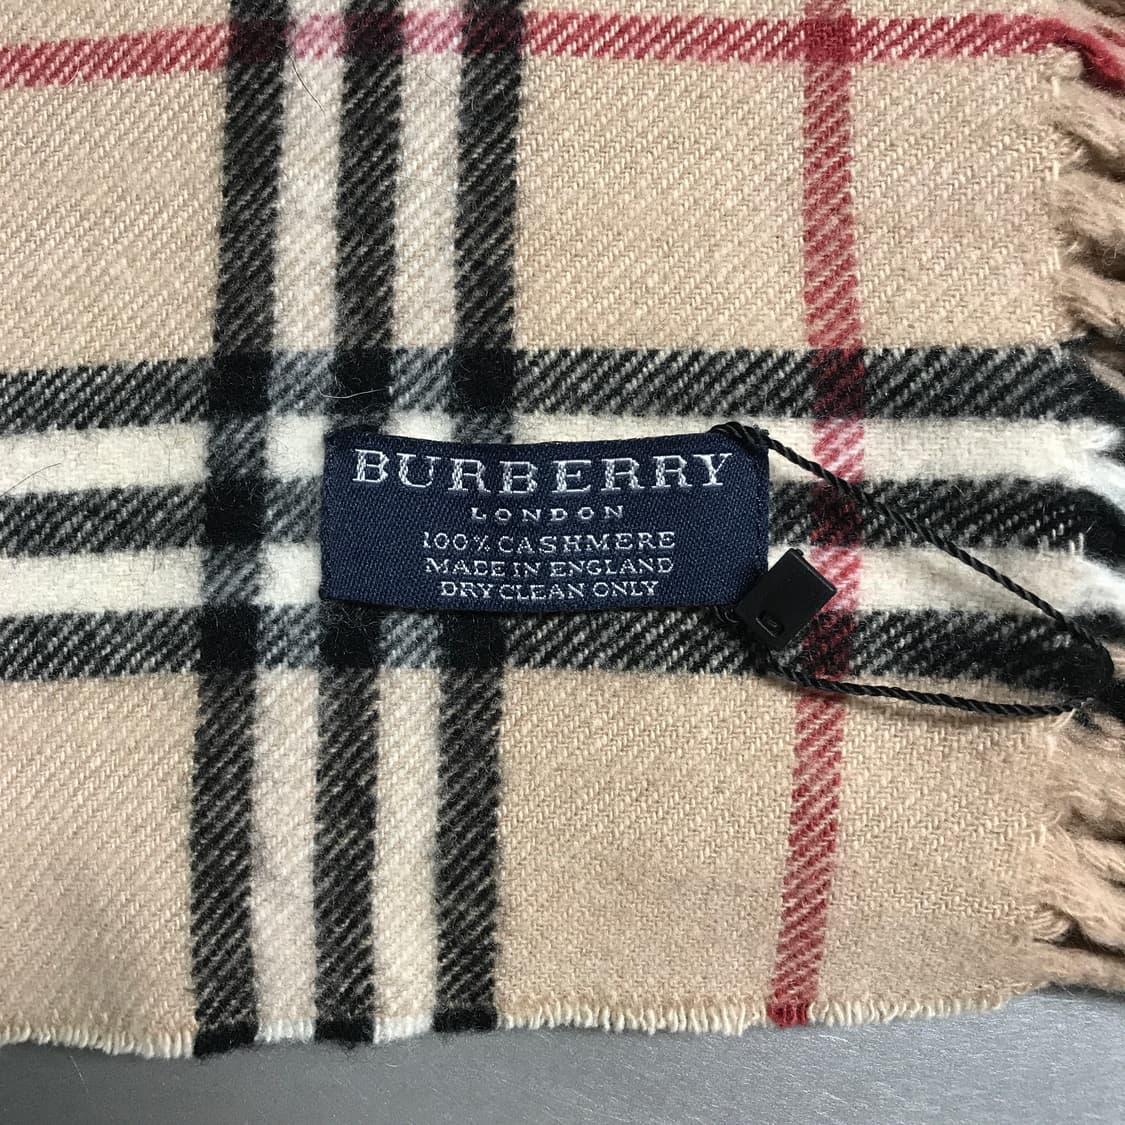 BURBERRY
LONDON
100% CASHMERE
MADE IN ENGLAND
DRY CLEAN ONLY